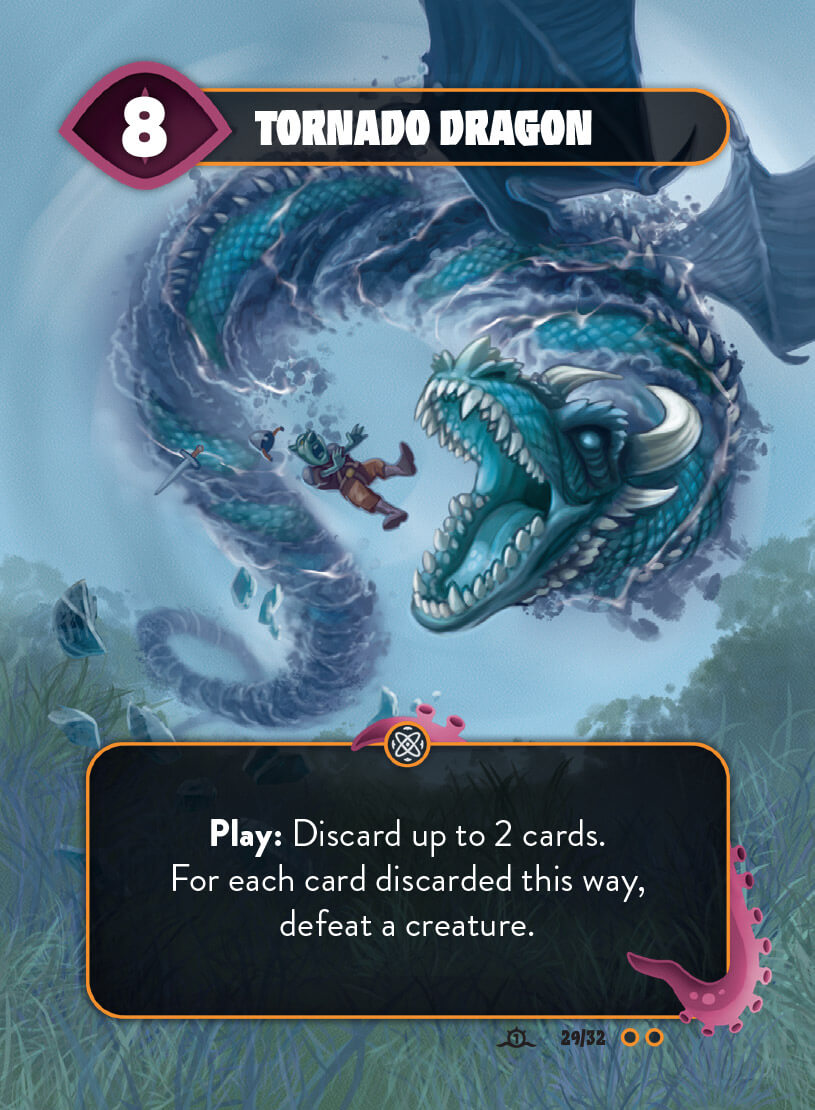 8
TORNADO DRAGON
Play: Discard up to 2 cards.
For each card discarded this way,
defeat a creature.
1
29/32